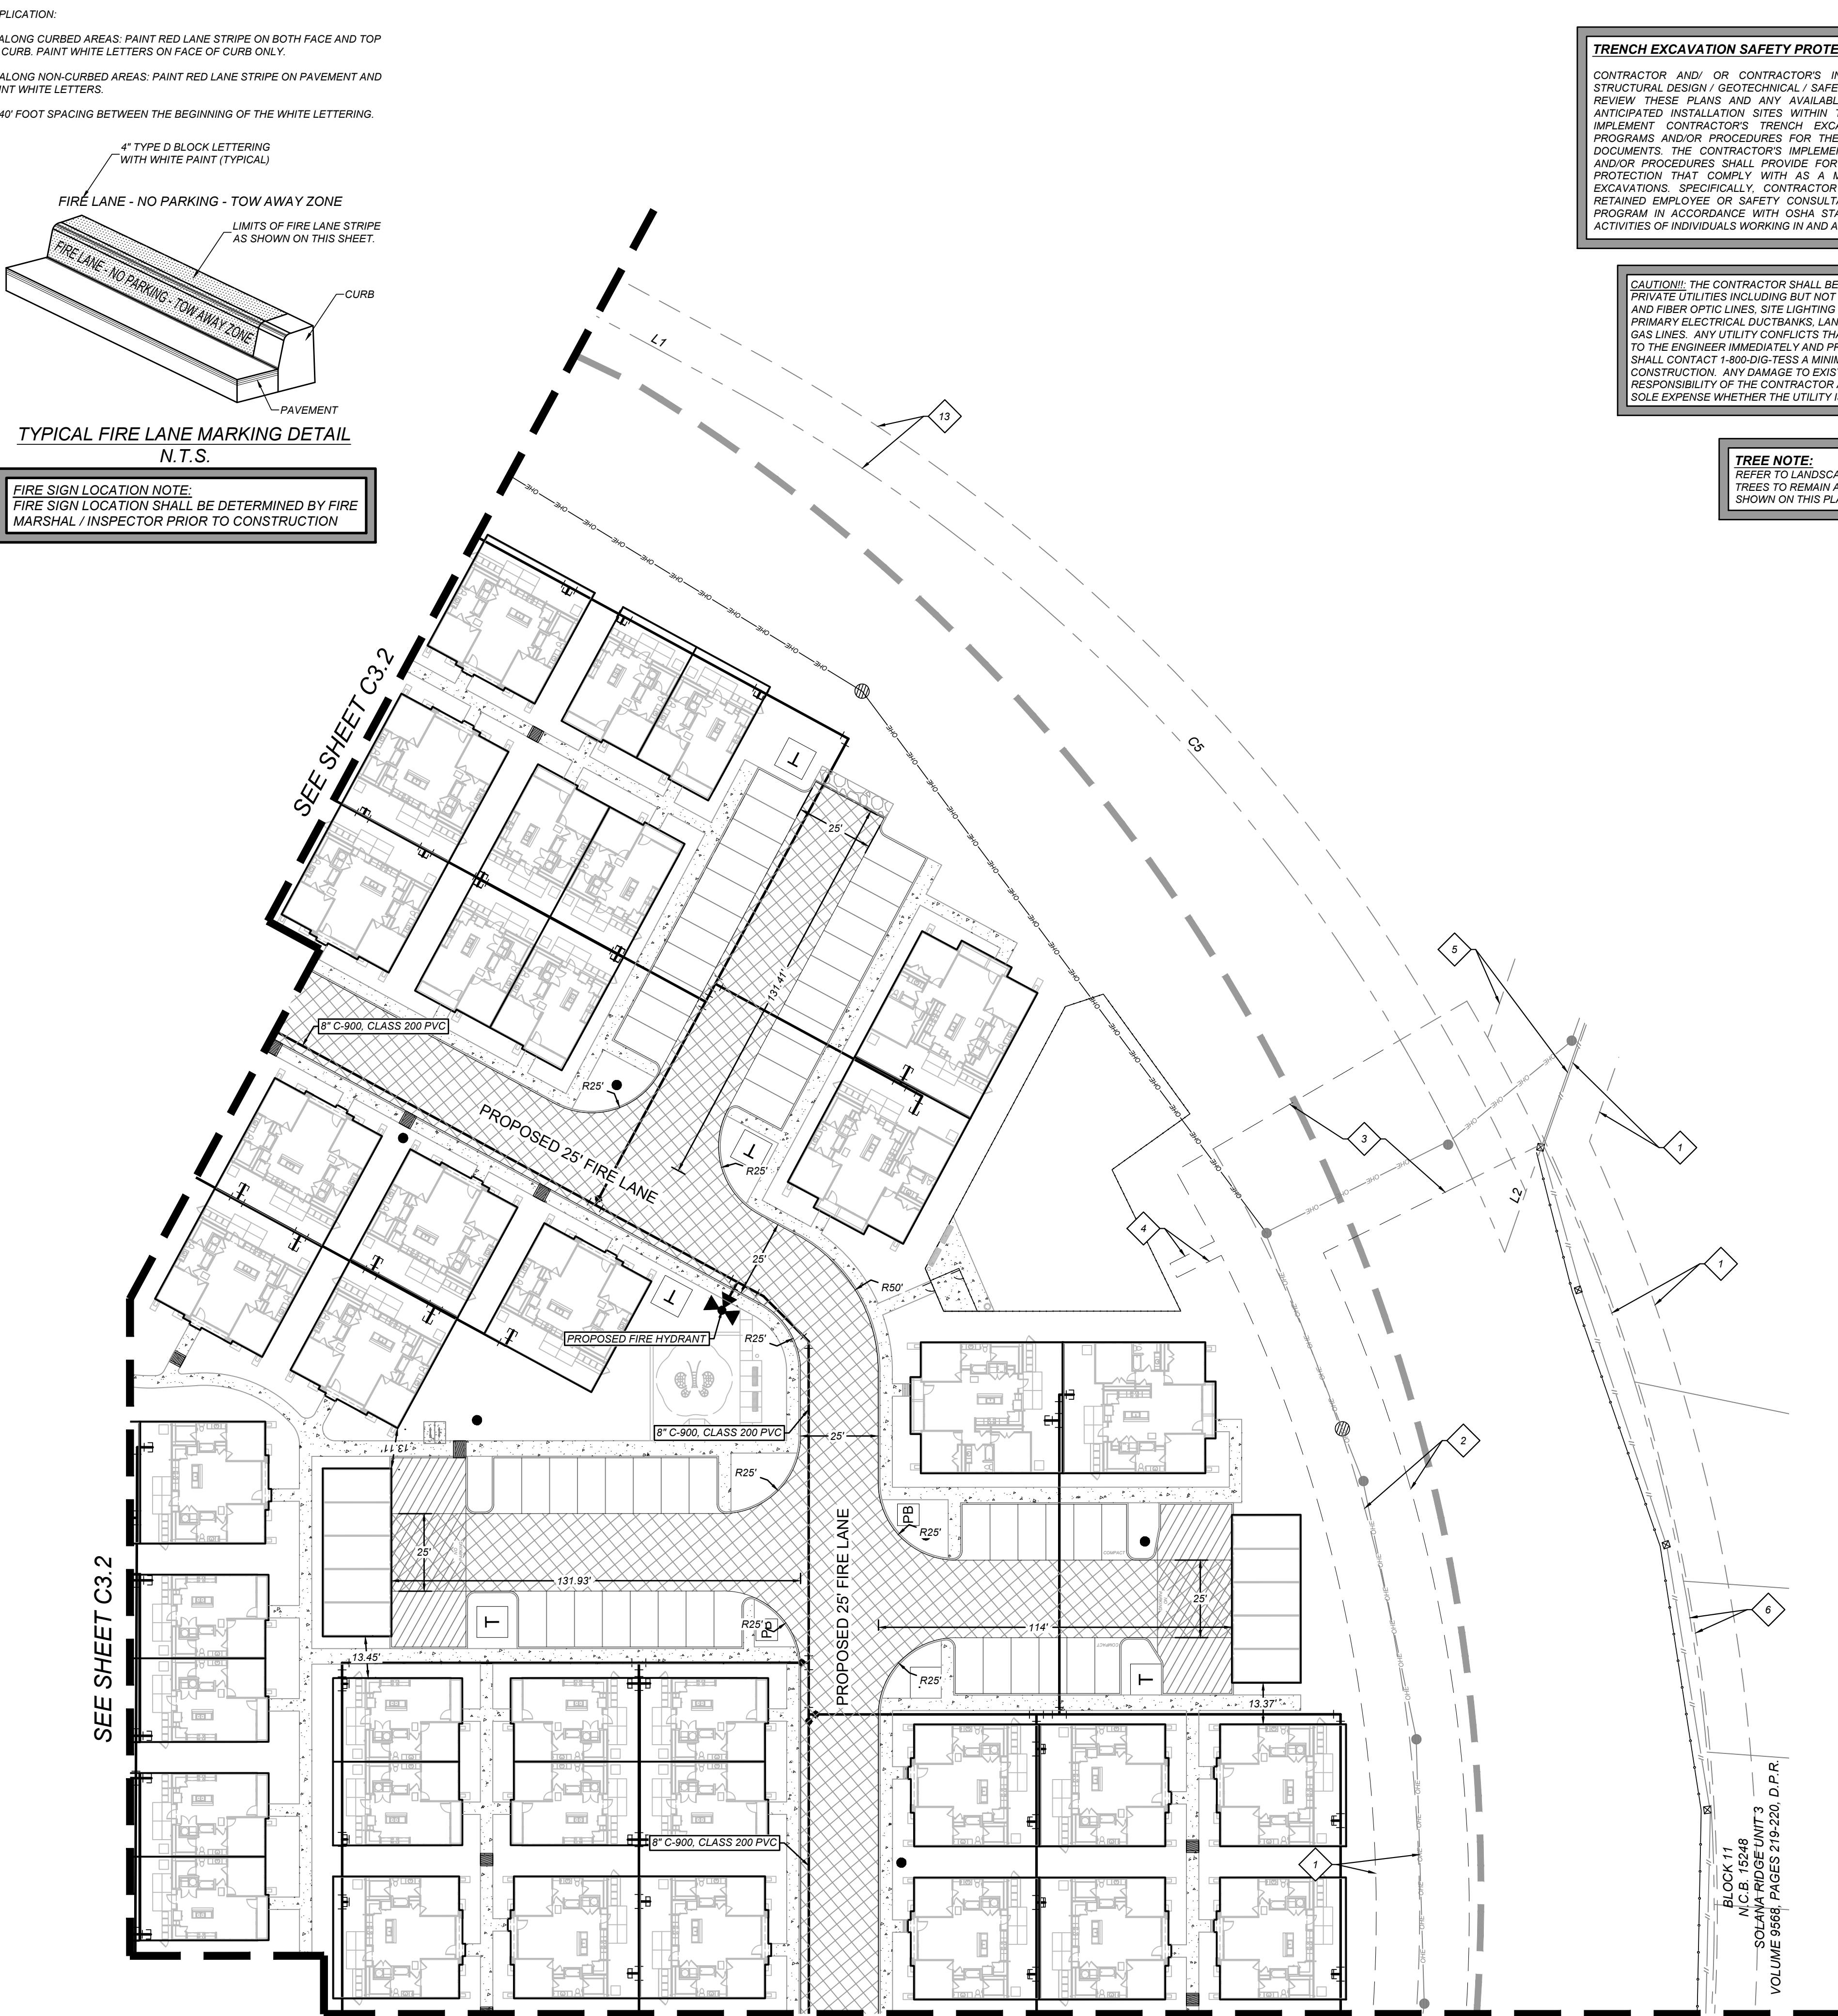 PLICATION:
ALONG CURBED AREAS: PAINT RED LANE STRIPE ON BOTH FACE AND TOP
CURB. PAINT WHITE LETTERS ON FACE OF CURB ONLY.
ALONG NON-CURBED AREAS: PAINT RED LANE STRIPE ON PAVEMENT AND
INT WHITE LETTERS.
40' FOOT SPACING BETWEEN THE BEGINNING OF THE WHITE LETTERING.
4" TYPE D BLOCK LETTERING
WITH WHITE PAINT (TYPICAL)
FIRE LANE - NO PARKING - TOW AWAY ZONE
LIMITS OF FIRE LANE STRIPE
AS SHOWN ON THIS SHEET.
FIRE LANE - NO PARKING - TOW AWAY ZONE
CURB
PAVEMENT
TYPICAL FIRE LANE MARKING DETAIL
N.T.S.
FIRE SIGN LOCATION NOTE:
FIRE SIGN LOCATION SHALL BE DETERMINED BY FIRE
MARSHAL / INSPECTOR PRIOR TO CONSTRUCTION
TRENCH EXCAVATION SAFETY PROTE
CONTRACTOR AND/ OR CONTRACTOR'S IN
STRUCTURAL DESIGN / GEOTECHNICAL / SAFE
REVIEW THESE PLANS AND ANY AVAILABL
ANTICIPATED INSTALLATION SITES WITHIN T
IMPLEMENT CONTRACTOR'S TRENCH EXCA
PROGRAMS AND/OR PROCEDURES FOR THE
DOCUMENTS. THE CONTRACTOR'S IMPLEMEN
AND/OR PROCEDURES SHALL PROVIDE FOR
PROTECTION THAT COMPLY WITH AS A M
EXCAVATIONS. SPECIFICALLY, CONTRACTOR
RETAINED EMPLOYEE OR SAFETY CONSULTA
PROGRAM IN ACCORDANCE WITH OSHA STA
ACTIVITIES OF INDIVIDUALS WORKING IN AND A
CAUTION!!: THE CONTRACTOR SHALL BE
PRIVATE UTILITIES INCLUDING BUT NOT
AND FIBER OPTIC LINES, SITE LIGHTING
PRIMARY ELECTRICAL DUCTBANKS, LAN
GAS LINES. ANY UTILITY CONFLICTS THA
TO THE ENGINEER IMMEDIATELY AND PR
SHALL CONTACT 1-800-DIG-TESS A MINIM
CONSTRUCTION. ANY DAMAGE TO EXIST
RESPONSIBILITY OF THE CONTRACTOR A
SOLE EXPENSE WHETHER THE UTILITY I
TREE NOTE:
REFER TO LANDSCA
TREES TO REMAIN A
SHOWN ON THIS PLA
L1
13
C5
SEE SHEET C3.2
OHE
T
25'
131.41'
5
1
3
4
L2
1
8" C-900, CLASS 200 PVC
R25'
PROPOSED 25' FIRE LANE
T
R25'
25'
R50'
T
PROPOSED FIRE HYDRANT
R25'
8" C-900, CLASS 200 PVC
25'
13.11'
R25'
2
PB
R25'
COMPACT
25'
131.93'
PROPOSED 25' FIRE LANE
25'
114'
6
T
R25'
COMPACT
R25'
T
13.45'
13.37'
SEE SHEET C3.2
8" C-900, CLASS 200 PVC
1
BLOCK 11
N.C.B. 15248
SOLANA RIDGE UNIT 3
VOLUME 9568, PAGES 219-220, D.P.R.